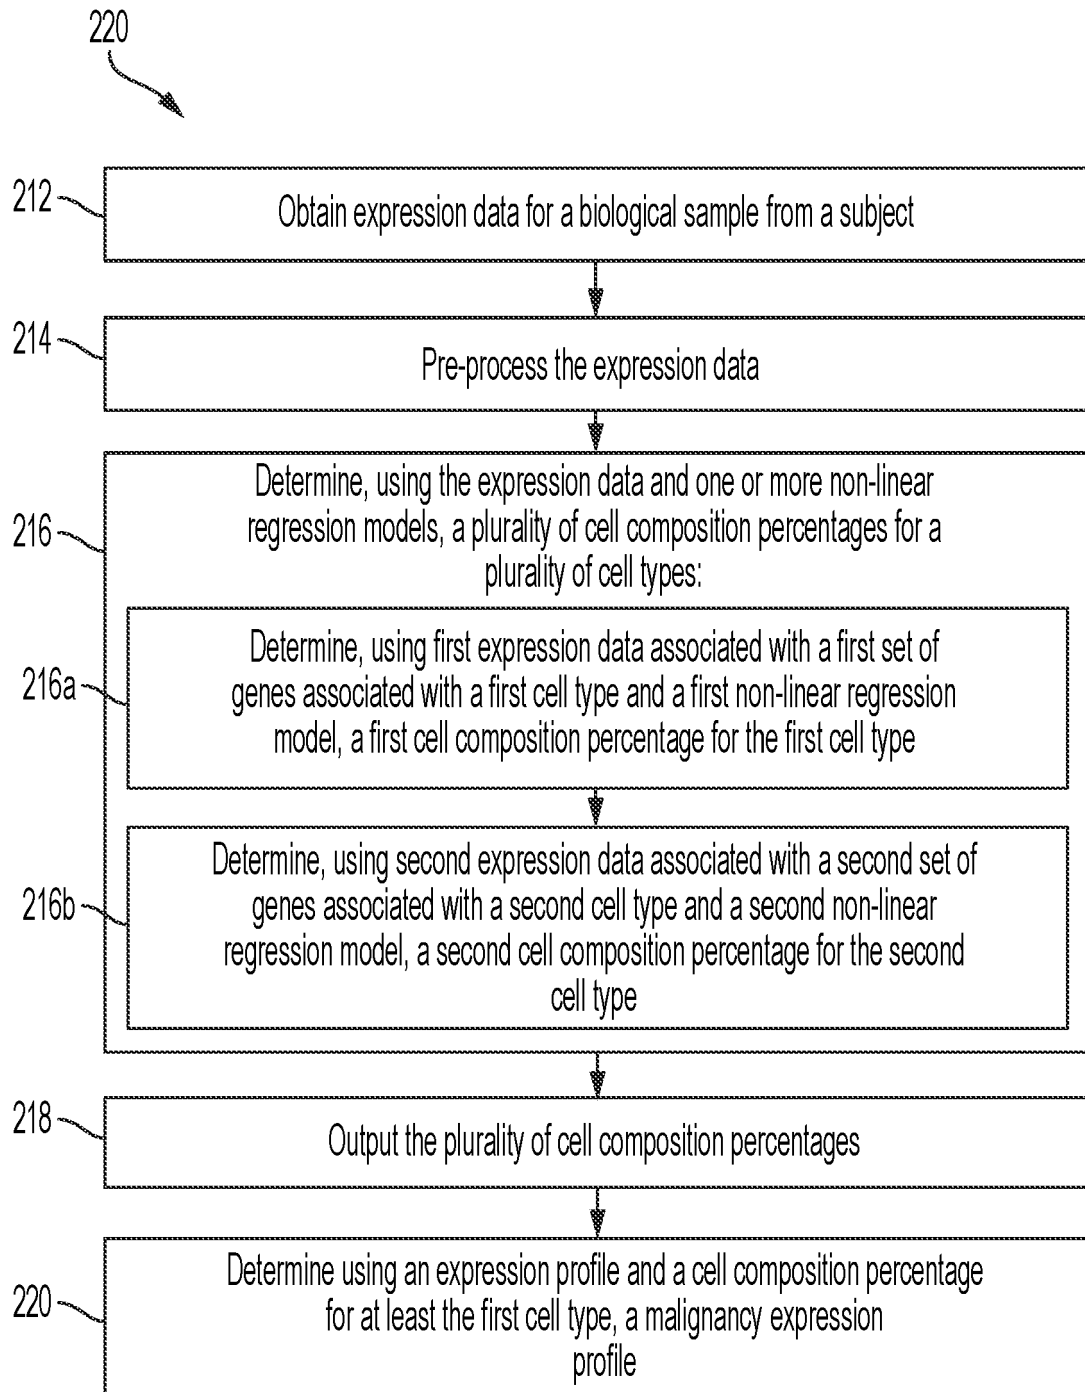 220
212
Obtain expression data for a biological sample from a subject
214
Pre-process the expression data
216
Determine, using the expression data and one or more non-linear
regression models, a plurality of cell composition percentages for a
plurality of cell types:
216a
Determine, using first expression data associated with a first set of
genes associated with a first cell type and a first non-linear regression
model, a first cell composition percentage for the first cell type
216b
Determine, using second expression data associated with a second set of
genes associated with a second cell type and a second non-linear
regression model, a second cell composition percentage for the second
cell type
218
Output the plurality of cell composition percentages
220
Determine using an expression profile and a cell composition percentage
for at least the first cell type, a malignancy expression
profile